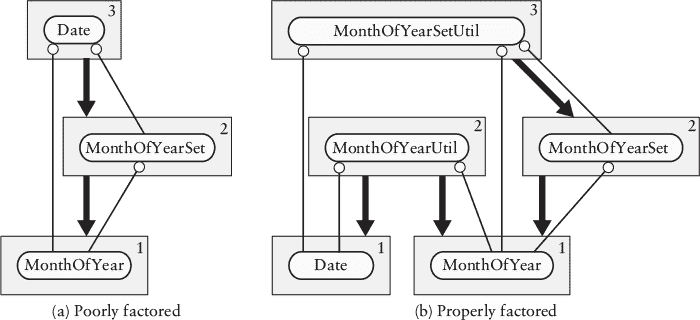 3
Date
2
MonthOfYearSet
1
MonthOfYear
(a) Poorly factored
3
MonthOfYearSetUtil
2
MonthOfYearUtil
2
MonthOfYearSet
1
Date
1
MonthOfYear
(b) Properly factored